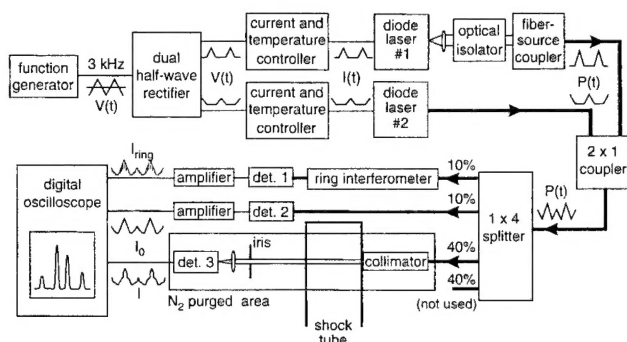 function
generator
3 kHz
V(t)
dual
half-wave
rectifier
V(t)
current and
temperature
controller
I(t)
diode
laser
#1
optical
isolator
fiber-
source
coupler
P(t)
current and
temperature
controller
diode
laser
#2
2 x 1
coupler
digital
oscilloscope
I_ring
amplifier
det. 1
ring interferometer
10%
amplifier
det. 2
10%
P(t)
1 x 4
splitter
I_0
det. 3
iris
collimator
40%
I
N2 purged area
40%
(not used)
shock
tube